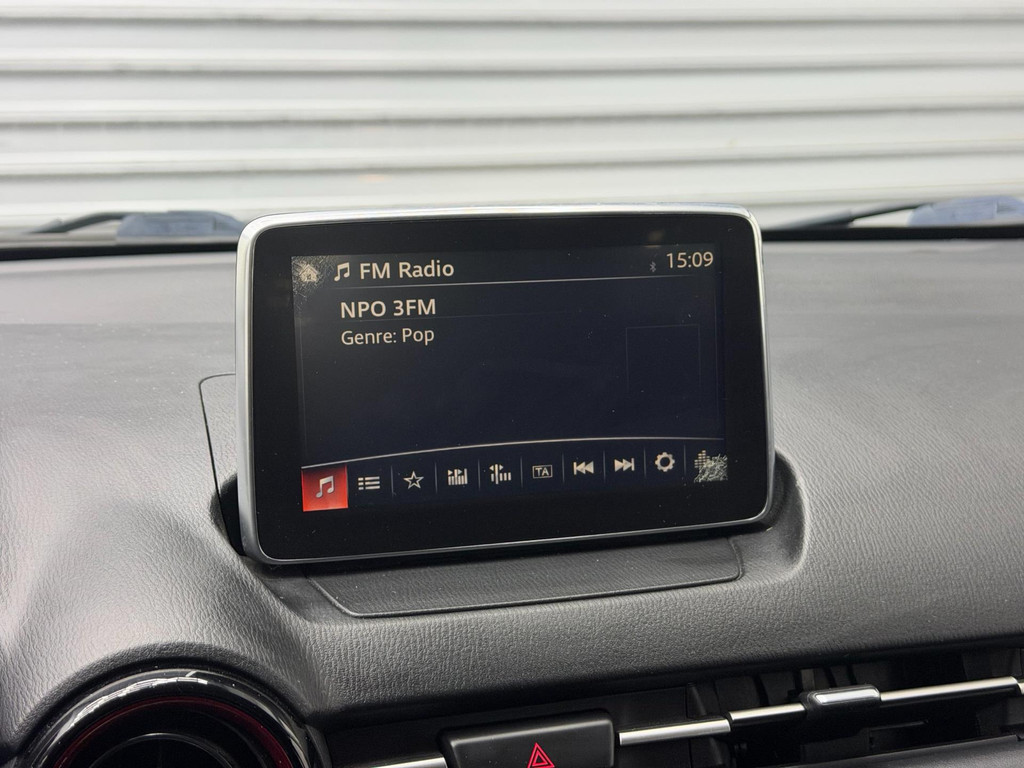 FM Radio 15:09
NPO 3FM
Genre: Pop
TA